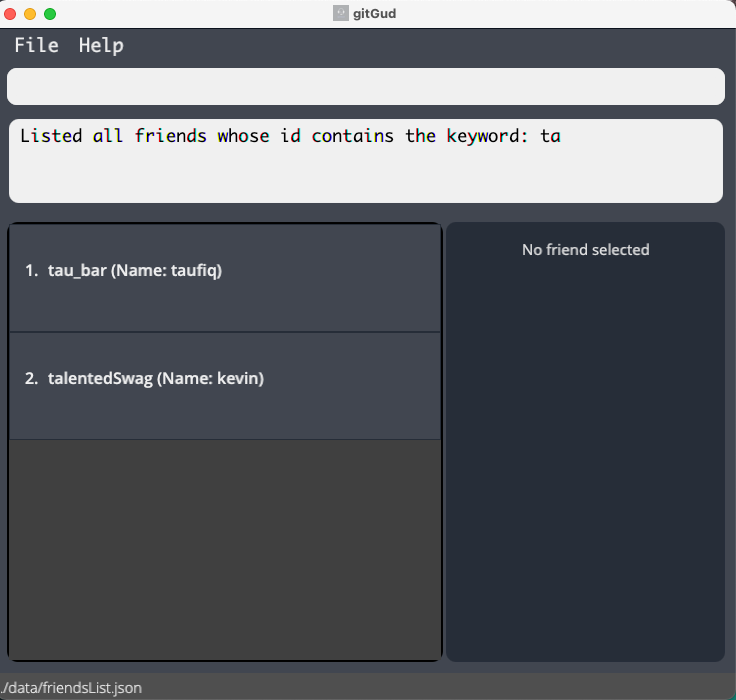 gitGud
File Help
Listed all friends whose id contains the keyword: ta
1. tau_bar (Name: taufiq)
2. talentedSwag (Name: kevin)
No friend selected
./data/friendsList.json